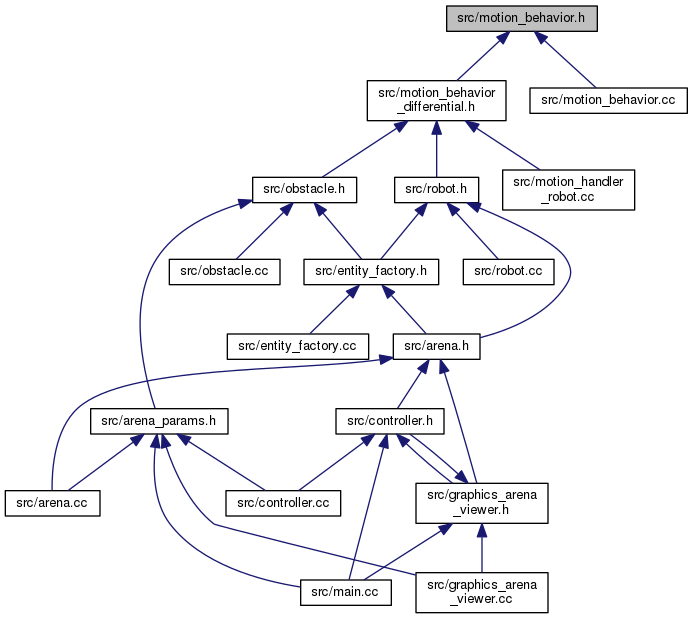 src/motion_behavior.h
src/motion_behavior
_differential.h
src/motion_behavior.cc
src/obstacle.h
src/robot.h
src/motion_handler
_robot.cc
src/obstacle.cc
src/entity_factory.h
src/robot.cc
src/entity_factory.cc
src/arena.h
src/arena_params.h
src/controller.h
src/arena.cc
src/controller.cc
src/graphics_arena
_viewer.h
src/main.cc
src/graphics_arena
_viewer.cc